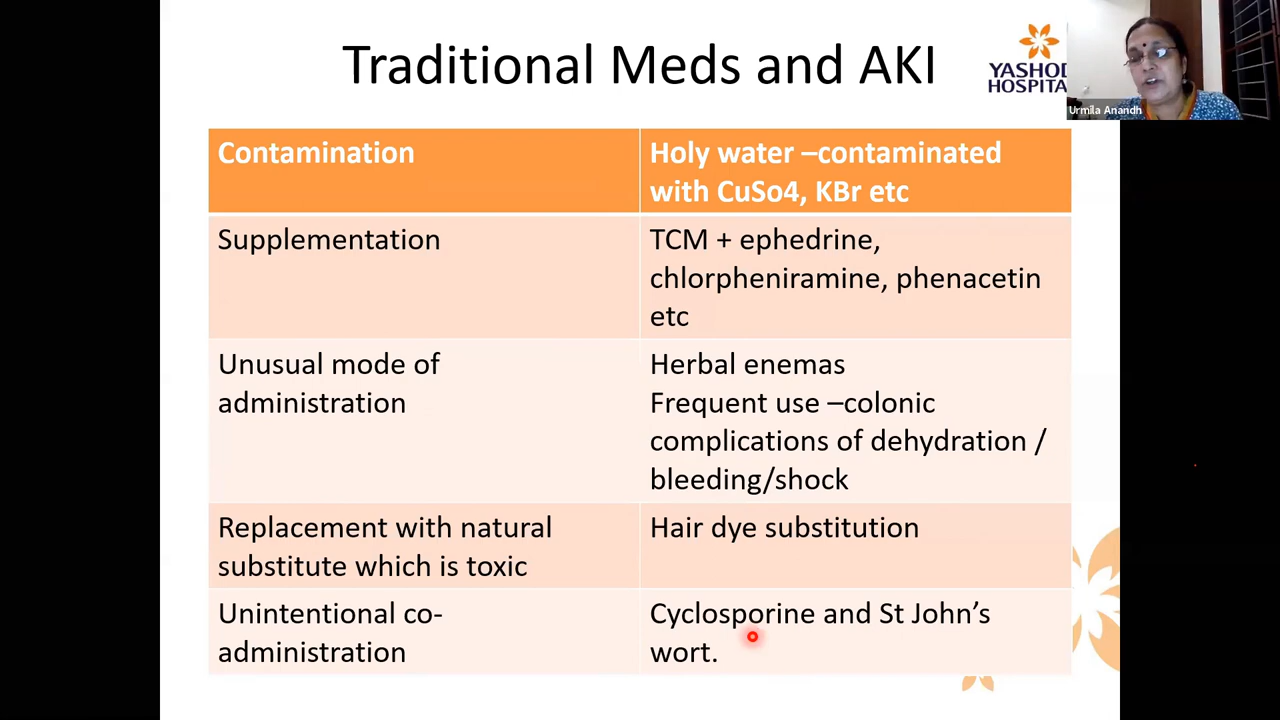 Traditional Meds and AKI
YASHOD
HOSPITA
Urmila Anandh
Contamination
Holy water –contaminated
with CuSo4, KBr etc
Supplementation
TCM + ephedrine,
chlorpheniramine, phenacetin
etc
Unusual mode of
administration
Herbal enemas
Frequent use –colonic
complications of dehydration /
bleeding/shock
Replacement with natural
substitute which is toxic
Hair dye substitution
Unintentional co-
administration
Cyclosporine and St John’s
wort.